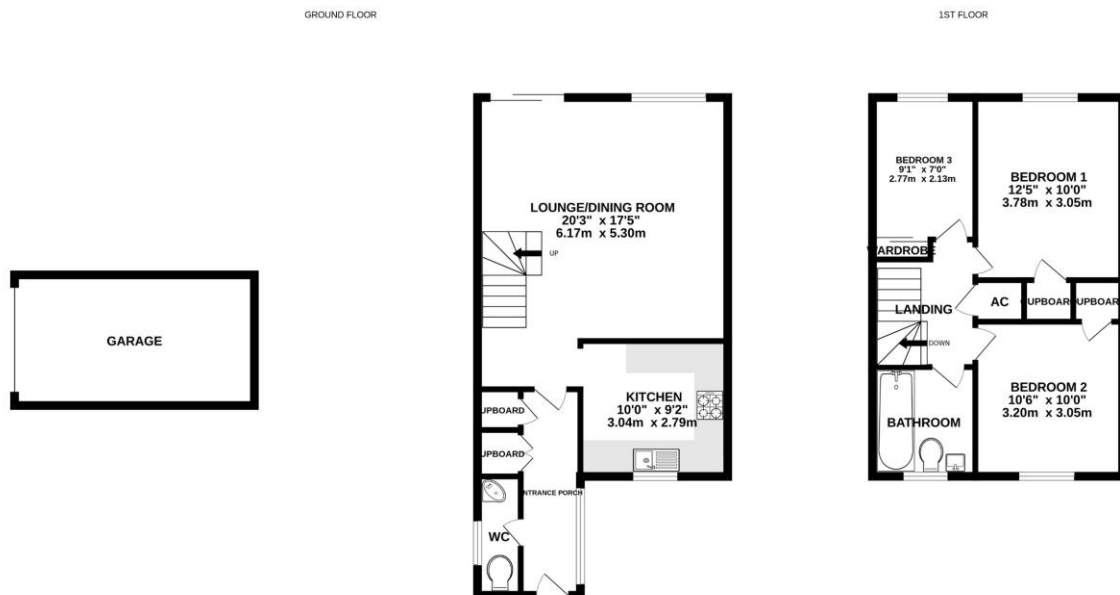 GROUND FLOOR
1ST FLOOR
LOUNGE/DINING ROOM
20'3" x 17'5"
6.17m x 5.30m
UP
KITCHEN
10'0" x 9'2"
3.04m x 2.79m
UPBOARD
UPBOARD
NTRANCE PORCH
WC
GARAGE
BEDROOM 3
9'1" x 7'0"
2.77m x 2.13m
BEDROOM 1
12'5" x 10'0"
3.78m x 3.05m
WARDROBE
LANDING
AC
UPBOARD
UPBOARD
DOWN
BEDROOM 2
10'6" x 10'0"
3.20m x 3.05m
BATHROOM